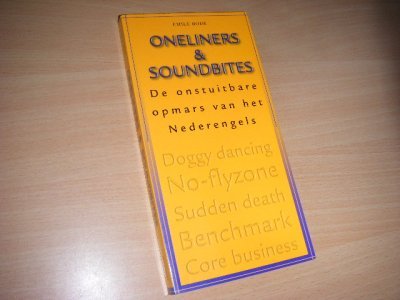 ONELINERS
&
SOUNDBITES
De onstuitbare
opmars van het
Nederengels
Doggy dancing
No-flyzone
Sudden death
Benchmark
Core business